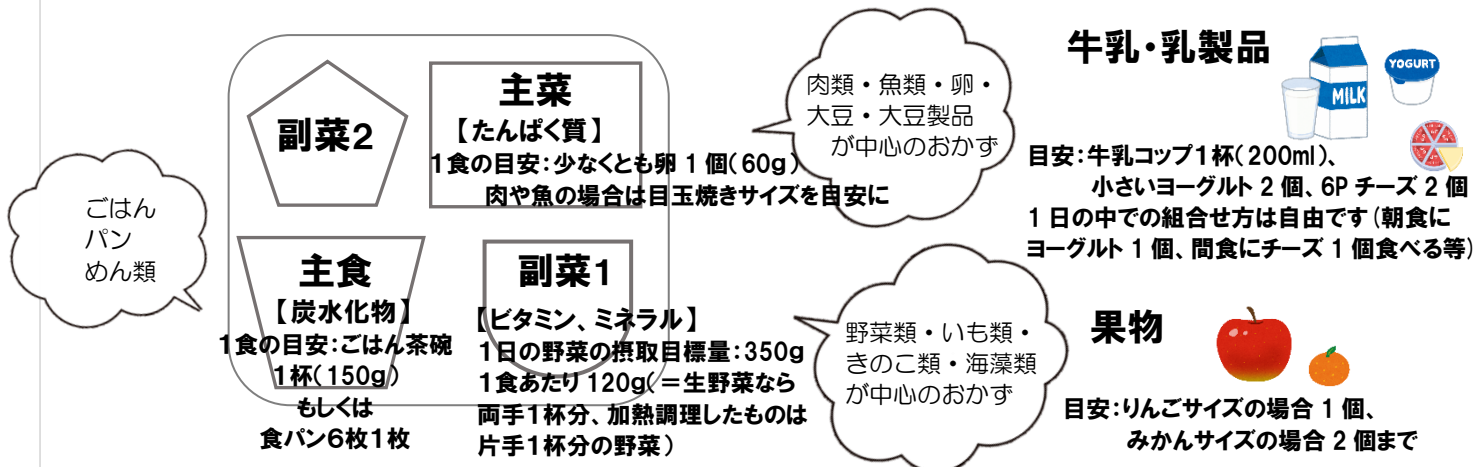 ごはん
パン
めん類
副菜2
主菜
【たんぱく質】
1食の目安:少なくとも卵 1 個(60g)
肉や魚の場合は目玉焼きサイズを目安に
主食
【炭水化物】
1食の目安:ごはん茶碗
1杯(150g)
もしくは
食パン6枚1枚
副菜1
【ビタミン、ミネラル】
1日の野菜の摂取目標量:350g
1食あたり120g(=生野菜なら
両手1杯分、加熱調理したものは
片手1杯分の野菜)
肉類・魚類・卵・
大豆・大豆製品
が中心のおかず
野菜類・いも類・
きのこ類・海藻類
が中心のおかず
牛乳・乳製品
MILK
YOGURT
目安:牛乳コップ1杯(200ml)、
小さいヨーグルト 2 個、6P チーズ 2 個
1 日の中での組合せ方は自由です(朝食に
ヨーグルト 1 個、間食にチーズ 1 個食べる等)
果物
目安:りんごサイズの場合 1 個、
みかんサイズの場合 2 個まで